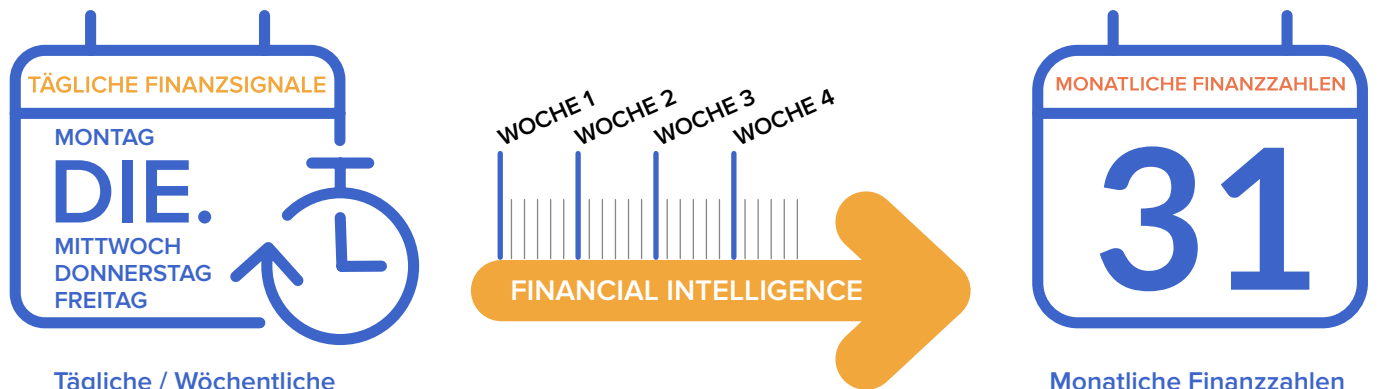 TÄGLICHE FINANZSIGNALE
MONTAG
DIE.
MITTWOCH
DONNERSTAG
FREITAG
Tägliche / Wöchentliche
WOCHE 1
WOCHE 2
WOCHE 3
WOCHE 4
FINANCIAL INTELLIGENCE
MONATLICHE FINANZZAHLEN
31
Monatliche Finanzzahlen